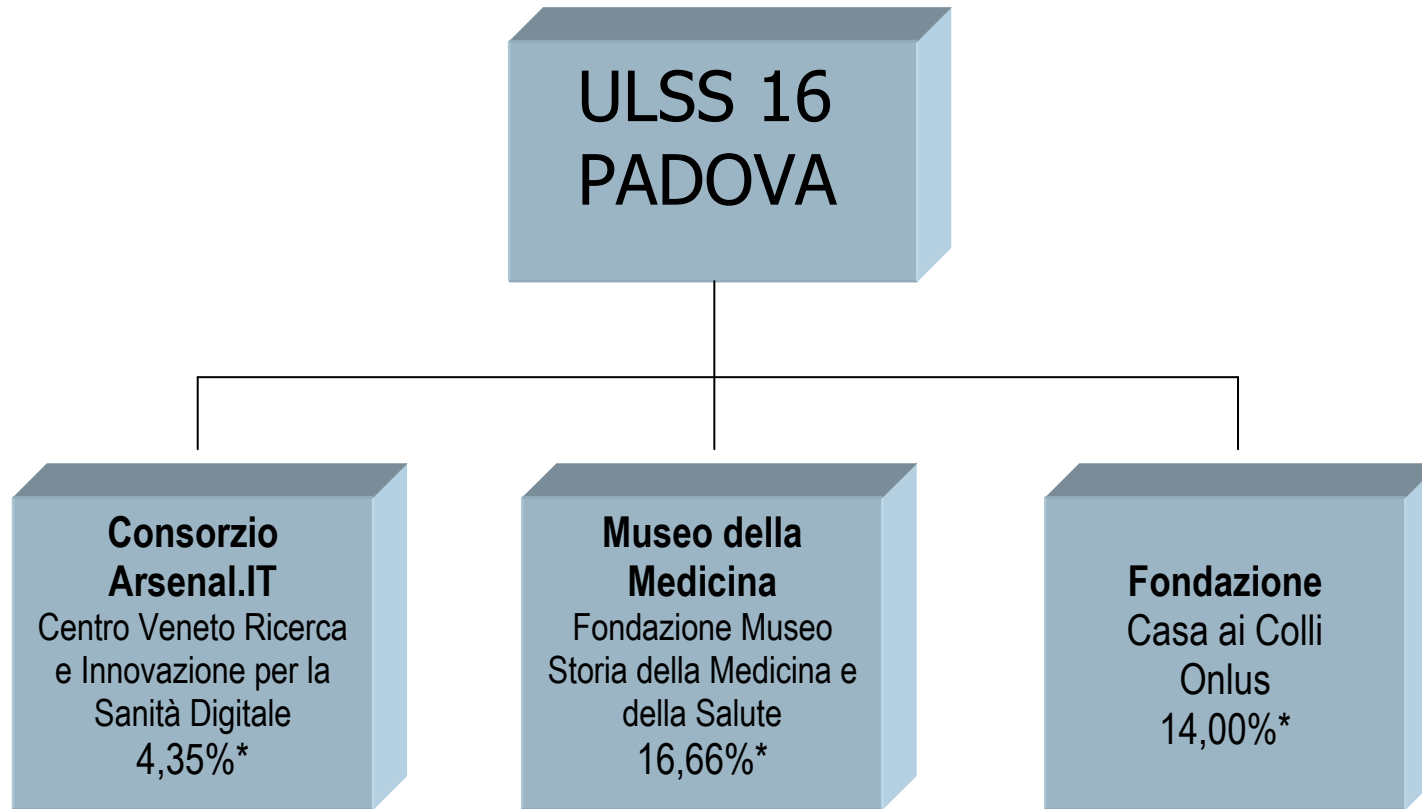 ULSS 16
PADOVA
Consorzio
Arsenal.IT
Centro Veneto Ricerca
e Innovazione per la
Sanità Digitale
4,35%*
Museo della
Medicina
Fondazione Museo
Storia della Medicina e
della Salute
16,66%*
Fondazione
Casa ai Colli
Onlus
14,00%*